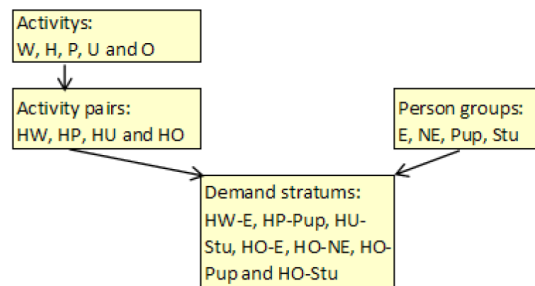 Activitys:
W, H, P, U and O
Activity pairs:
HW, HP, HU and HO
Person groups:
E, NE, Pup, Stu
Demand stratums:
HW-E, HP-Pup, HU-
Stu, HO-E, HO-NE, HO-
Pup and HO-Stu